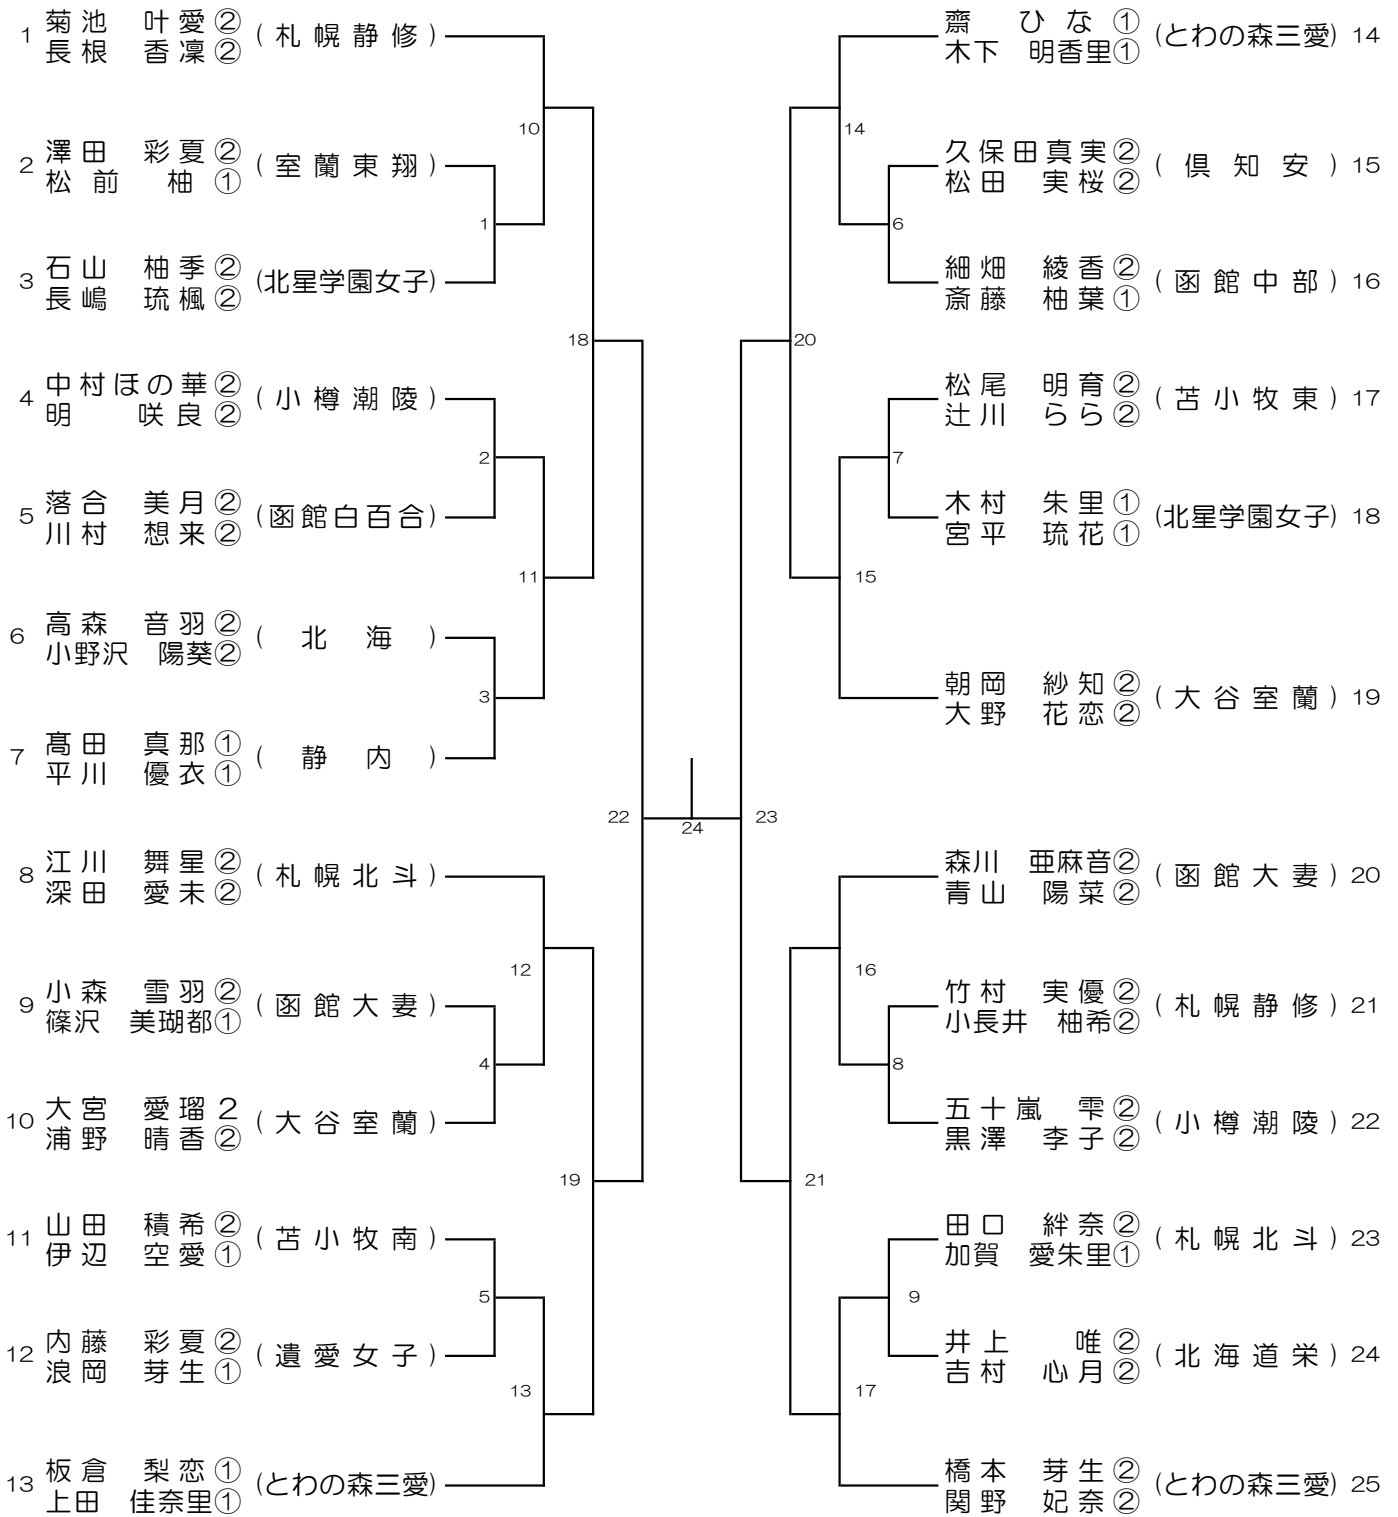 1 菊池 叶愛② (札幌静修)
長根 香凜②
10
2 澤田 彩夏② (室蘭東翔)
松前 柚①
1
3 石山 柚季② (北星学園女子)
長嶋 琉楓②
18
4 中村ほの華② (小樽潮陵)
明 咲良②
2
5 落合 美月② (函館白百合)
川村 想来②
11
6 高森 音羽② (北海)
小野沢 陽葵②
3
7 髙田 真那① (静内)
平川 優衣①
22
8 江川 舞星② (札幌北斗)
深田 愛未②
12
9 小森 雪羽② (函館大妻)
篠沢 美瑚都①
4
10 大宮 愛瑠2 (大谷室蘭)
浦野 晴香②
19
11 山田 積希② (苫小牧南)
伊辺 空愛①
5
12 内藤 彩夏② (遺愛女子)
浪岡 芽生①
13
13 板倉 梨恋① (とわの森三愛)
上田 佳奈里①
24
齋 ひな① (とわの森三愛) 14
木下 明香里①
14
久保田真実② (倶知安) 15
松田 実桜②
6
細畑 綾香② (函館中部) 16
斎藤 柚葉①
20
松尾 明育② (苫小牧東) 17
辻川 らら②
7
木村 朱里① (北星学園女子) 18
宮平 琉花①
15
朝岡 紗知② (大谷室蘭) 19
大野 花恋②
23
森川 亜麻音② (函館大妻) 20
青山 陽菜②
16
竹村 実優② (札幌静修) 21
小長井 柚希②
8
五十嵐 雫② (小樽潮陵) 22
黒澤 李子②
21
田口 絆奈② (札幌北斗) 23
加賀 愛朱里①
9
井上 唯② (北海道栄) 24
吉村 心月②
17
橋本 芽生② (とわの森三愛) 25
関野 妃奈②